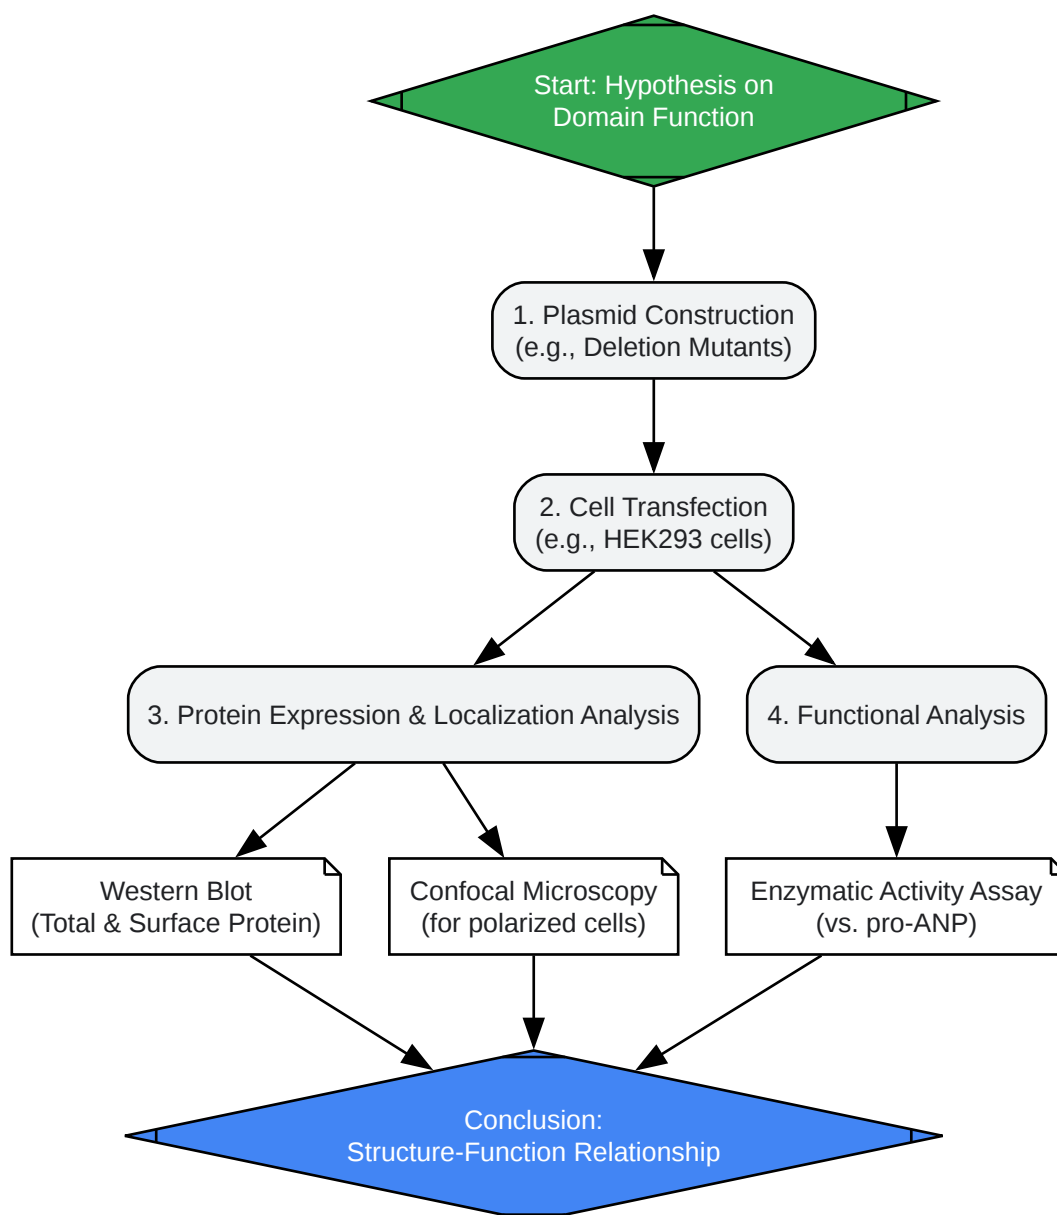 Start: Hypothesis on
Domain Function
1. Plasmid Construction
(e.g., Deletion Mutants)
2. Cell Transfection
(e.g., HEK293 cells)
3. Protein Expression & Localization Analysis
4. Functional Analysis
Western Blot
(Total & Surface Protein)
Confocal Microscopy
(for polarized cells)
Enzymatic Activity Assay
(vs. pro-ANP)
Conclusion:
Structure-Function Relationship